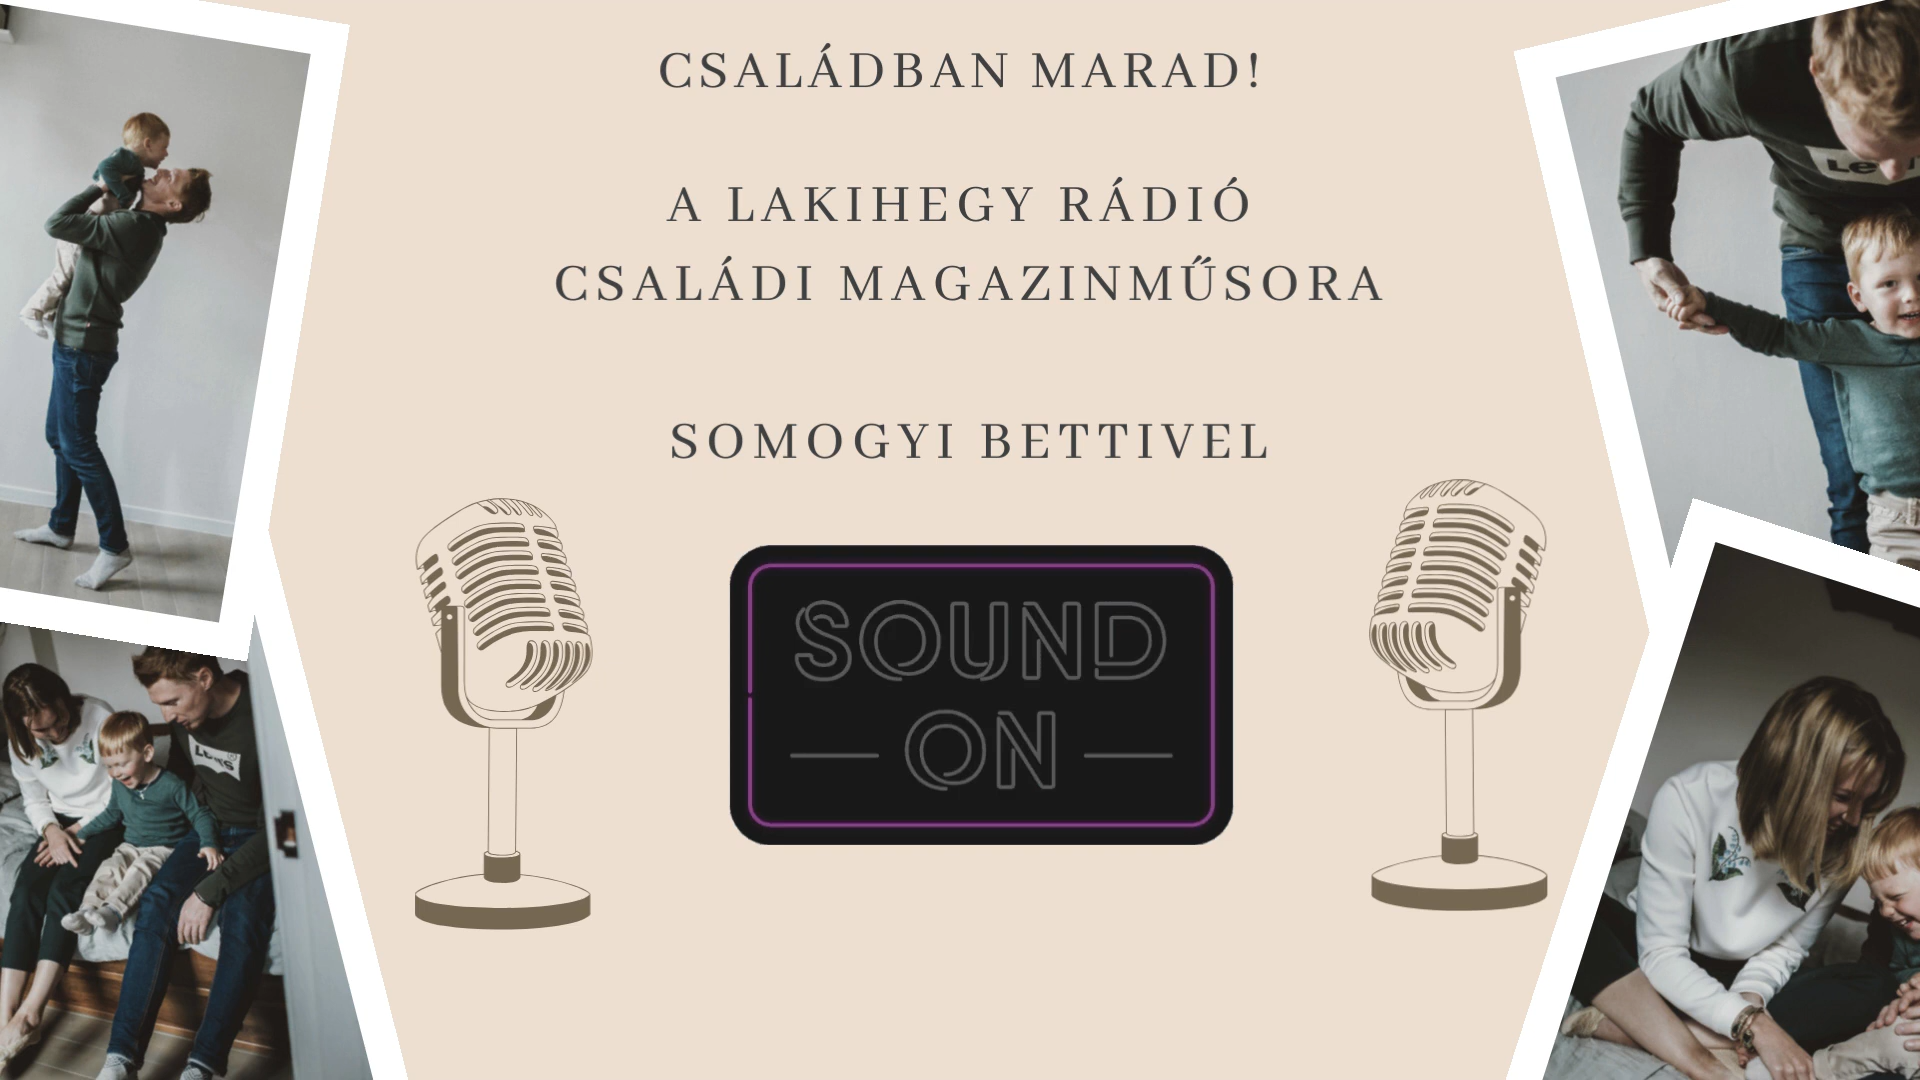 CSALÁDBAN MARAD!
A LAKIHEGY RÁDIÓ
CSALÁDI MAGAZINMŰSORA
SOMOGYI BETTIVEL
SOUND
ON